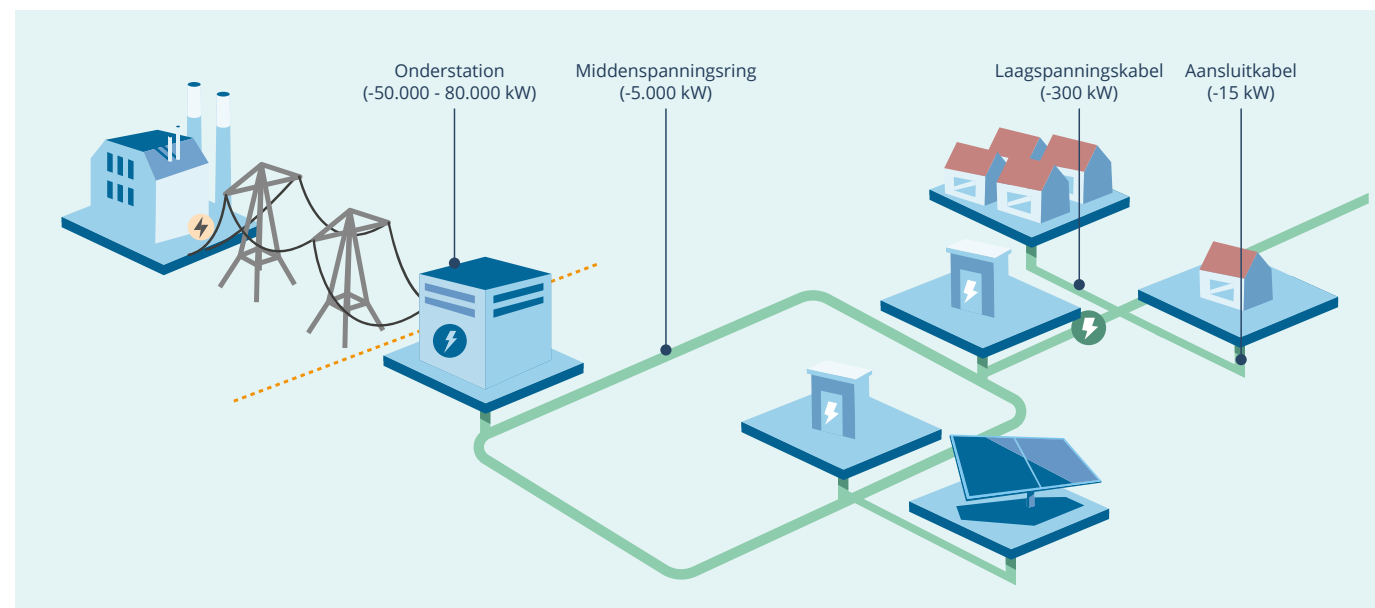 Onderstation
(-50.000 - 80.000 kW)
Middenspanningsring
(-5.000 kW)
Laagspanningskabel
(-300 kW)
Aansluitkabel
(-15 kW)